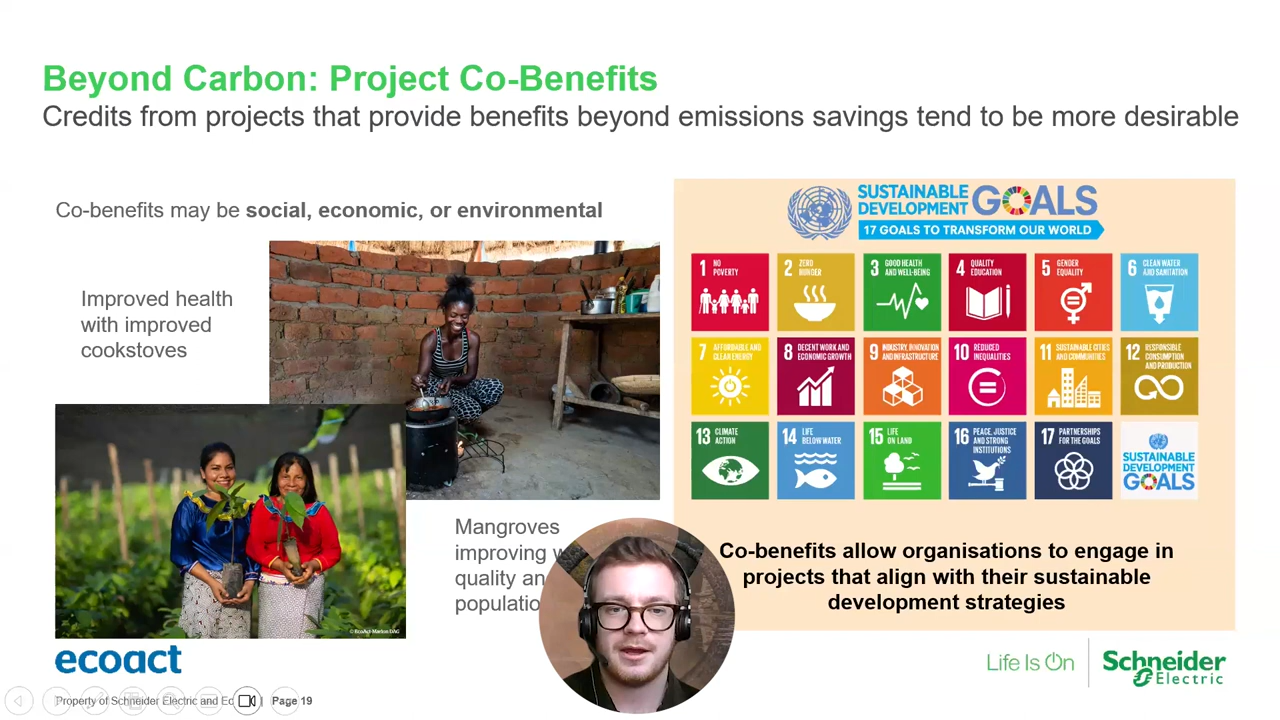 Beyond Carbon: Project Co-Benefits
Credits from projects that provide benefits beyond emissions savings tend to be more desirable
Co-benefits may be social, economic, or environmental
Improved health
with improved
cookstoves
Mangroves
improving
quality an
populatio
© EcoAct-Marlon DAG
SUSTAINABLE
DEVELOPMENT
GOALS
17 GOALS TO TRANSFORM OUR WORLD
1 NO
POVERTY
2 ZERO
HUNGER
3 GOOD HEALTH
AND WELL-BEING
4 QUALITY
EDUCATION
5 GENDER
EQUALITY
6 CLEAN WATER
AND SANITATION
7 AFFORDABLE AND
CLEAN ENERGY
8 DECENT WORK AND
ECONOMIC GROWTH
9 INDUSTRY, INNOVATION
AND INFRASTRUCTURE
10 REDUCED
INEQUALITIES
11 SUSTAINABLE CITIES
AND COMMUNITIES
12 RESPONSIBLE
CONSUMPTION
AND PRODUCTION
13 CLIMATE
ACTION
14 LIFE
BELOW WATER
15 LIFE
ON LAND
16 PEACE, JUSTICE
AND STRONG
INSTITUTIONS
17 PARTNERSHIPS
FOR THE GOALS
SUSTAINABLE
DEVELOPMENT
GOALS
Co-benefits allow organisations to engage in
projects that align with their sustainable
development strategies
ecoact
Life Is On
Schneider
Electric
Property of Schneider Electric and Ec | Page 19